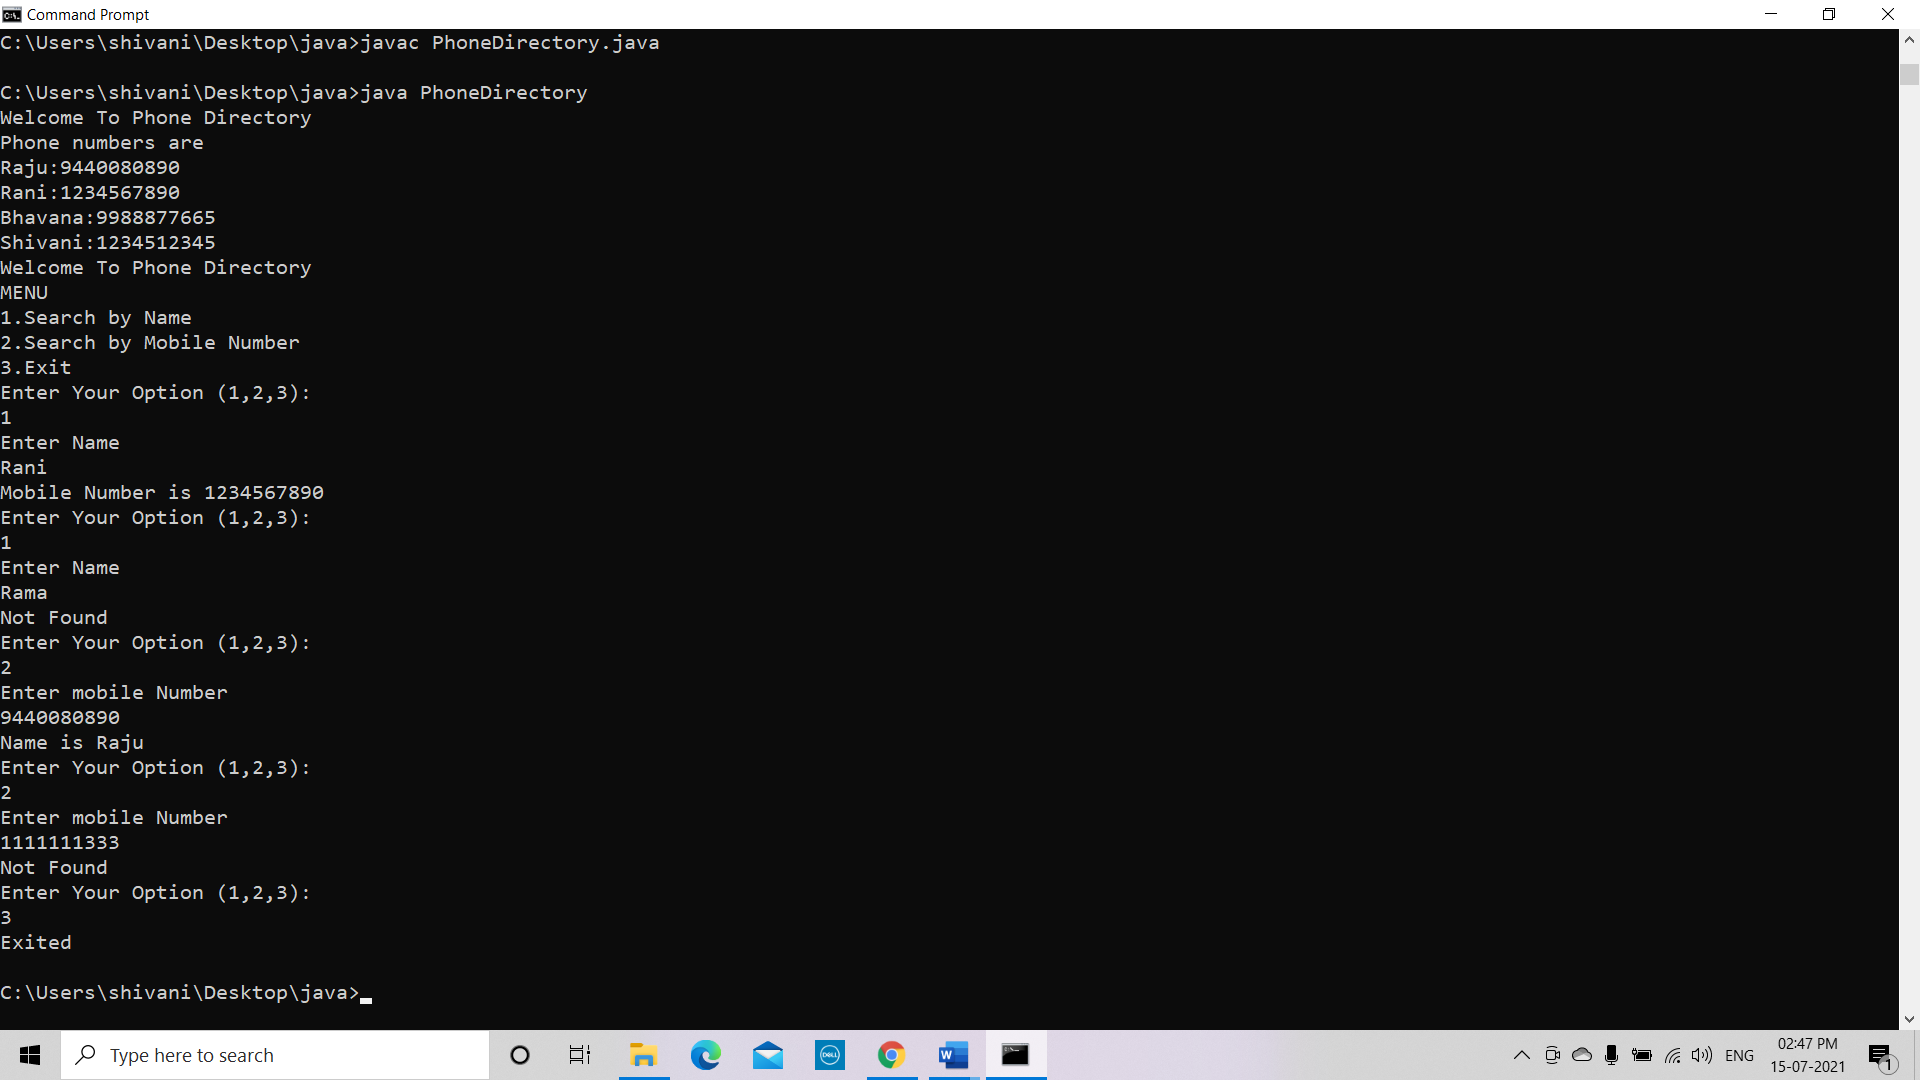 Command Prompt
C:\Users\shivani\Desktop\java>javac PhoneDirectory.java
C:\Users\shivani\Desktop\java>java PhoneDirectory
Welcome To Phone Directory
Phone numbers are
Raju:9440080890
Rani:1234567890
Bhavana:9988877665
Shivani:1234512345
Welcome To Phone Directory
MENU
1.Search by Name
2.Search by Mobile Number
3.Exit
Enter Your Option (1,2,3):
1
Enter Name
Rani
Mobile Number is 1234567890
Enter Your Option (1,2,3):
1
Enter Name
Rama
Not Found
Enter Your Option (1,2,3):
2
Enter mobile Number
9440080890
Name is Raju
Enter Your Option (1,2,3):
2
Enter mobile Number
1111111333
Not Found
Enter Your Option (1,2,3):
3
Exited
C:\Users\shivani\Desktop\java>
Type here to search
DELL
W
ENG
02:47 PM
15-07-2021
1